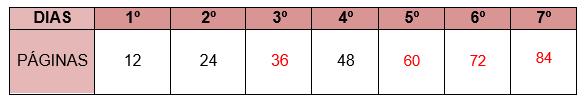 DIAS 1º 2º 3º 4º 5º 6º 7º
PÁGINAS 12 24 36 48 60 72 84